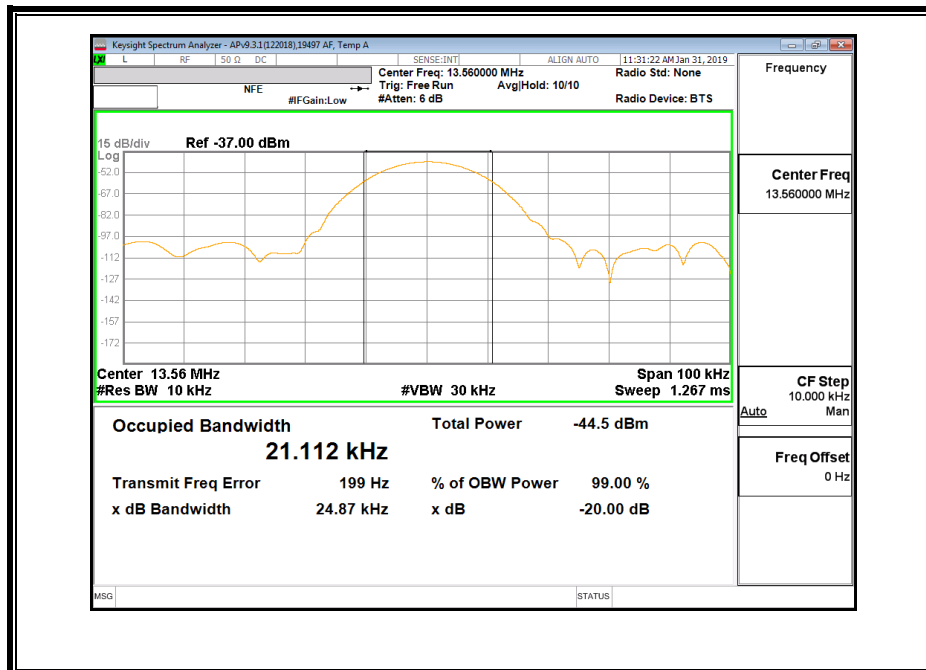 Keysight Spectrum Analyzer - APv9.3.1(122018),19497 AF, Temp A
LXI L RF 50 Ω DC SENSE:INT ALIGN AUTO 11:31:22 AM Jan 31, 2019
Center Freq: 13.560000 MHz Radio Std: None
NFE Trig: Free Run Avg|Hold: 10/10
#IFGain:Low #Atten: 6 dB Radio Device: BTS
15 dB/div Ref -37.00 dBm
Log
-52.0
-67.0
-82.0
-97.0
-112
-127
-142
-157
-172
Center 13.56 MHz Span 100 kHz
#Res BW 10 kHz #VBW 30 kHz Sweep 1.267 ms
Occupied Bandwidth Total Power -44.5 dBm
21.112 kHz
Transmit Freq Error 199 Hz % of OBW Power 99.00 %
x dB Bandwidth 24.87 kHz x dB -20.00 dB
MSG STATUS
Frequency
Center Freq
13.560000 MHz
CF Step
10.000 kHz
Auto Man
Freq Offset
0 Hz